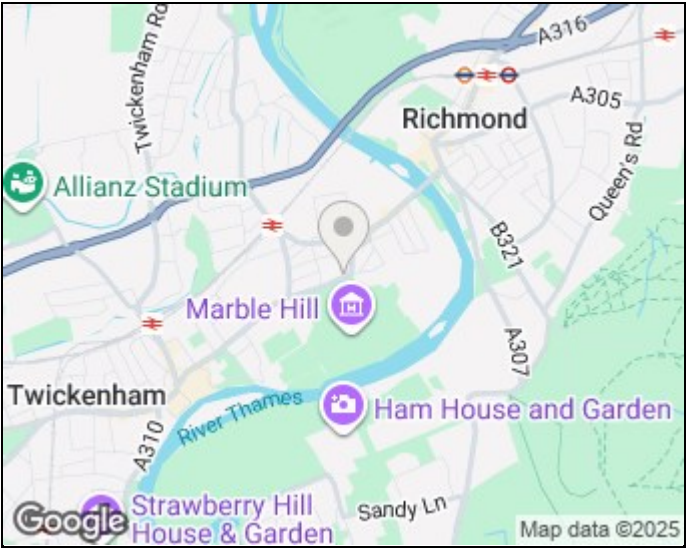 A316
Twickenham Rd
A305
Richmond
Queen's Rd
Allianz Stadium
B321
Marble Hill
A307
Twickenham
River Thames
Ham House and Garden
A310
Sandy Ln
Strawberry Hill
House & Garden
Google
Map data ©2025